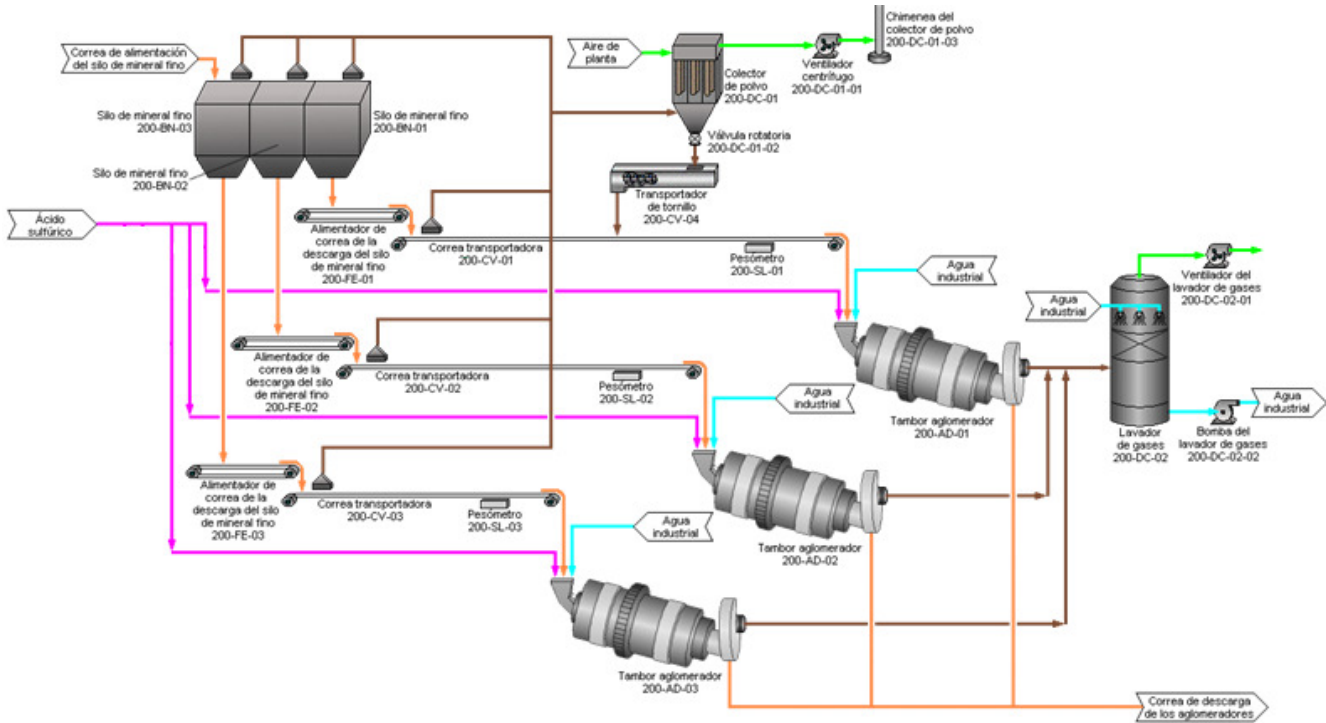 Correa de alimentación
del silo de mineral fino
Aire de
planta
Chimenea del
colector de polvo
200-DC-01-03
Ventilador
centrífugo
200-DC-01-01
Colector
de polvo
200-DC-01
Silo de mineral fino
200-BN-03
Silo de mineral fino
200-BN-01
Silo de mineral fino
200-BN-02
Válvula rotatoria
200-DC-01-02
Transportador
de tornillo
200-CV-04
Ácido
sulfúrico
Alimentador de
correa de la
descarga del silo
de mineral fino
200-FE-01
Correa transportadora
200-CV-01
Pesómetro
200-SL-01
Agua
industrial
Ventilador del
lavador de gases
200-DC-02-01
Agua
industrial
Alimentador de
correa de la
descarga del silo
de mineral fino
200-FE-02
Correa transportadora
200-CV-02
Pesómetro
200-SL-02
Agua
industrial
Tambor aglomerador
200-AD-01
Lavador
de gases
200-DC-02
Bomba del
lavador de gases
200-DC-02-02
Agua
industrial
Alimentador de
correa de la
descarga del silo
de mineral fino
200-FE-03
Correa transportadora
200-CV-03
Pesómetro
200-SL-03
Agua
industrial
Tambor aglomerador
200-AD-02
Tambor aglomerador
200-AD-03
Correa de descarga
de los aglomeradores